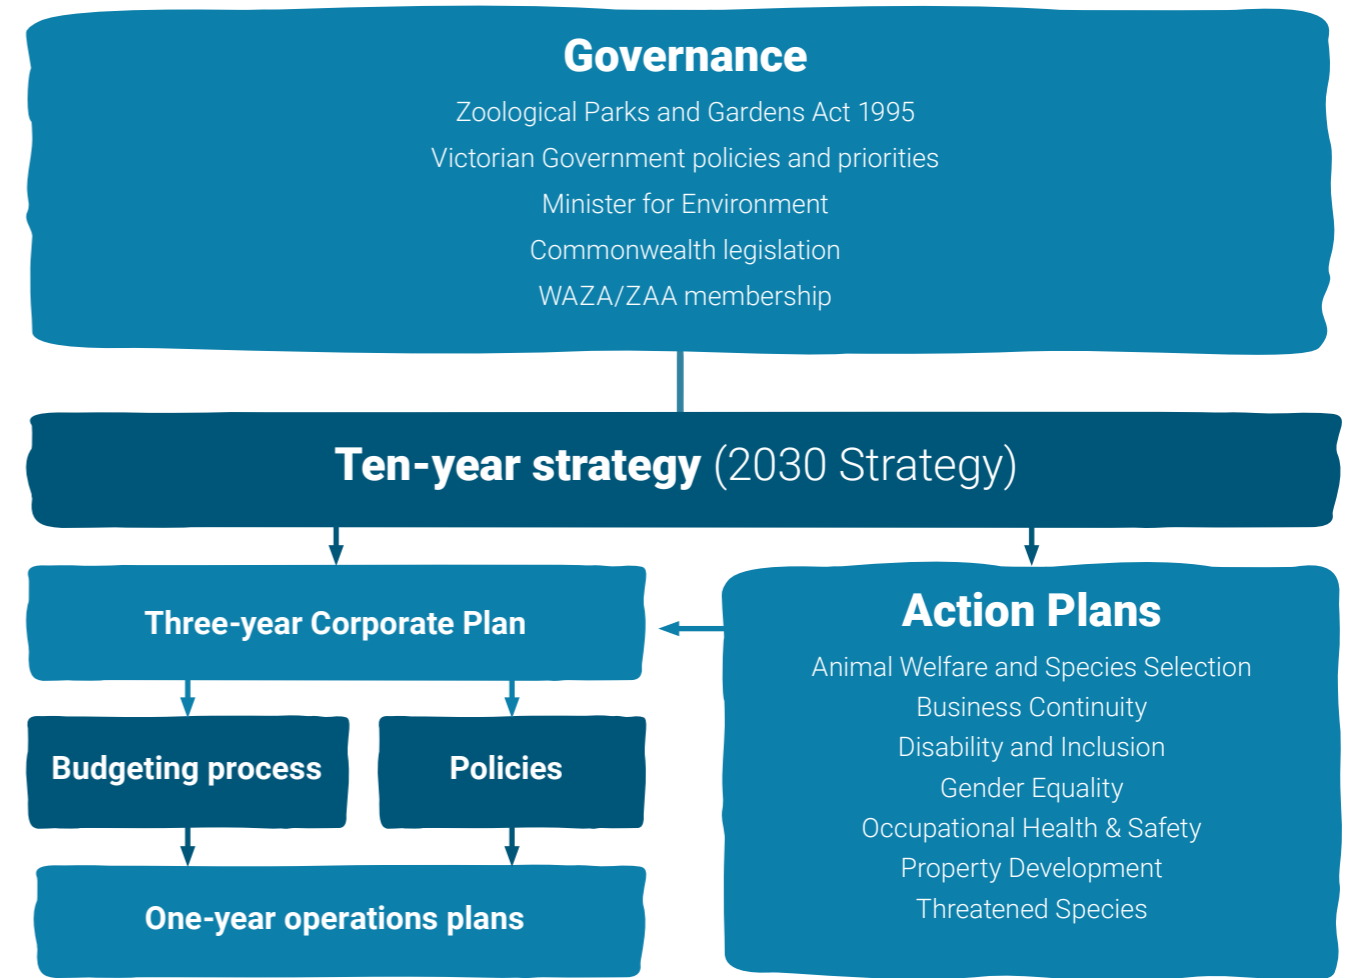 Governance
Zoological Parks and Gardens Act 1995
Victorian Government policies and priorities
Minister for Environment
Commonwealth legislation
WAZA/ZAA membership
Ten-year strategy (2030 Strategy)
Three-year Corporate Plan
Budgeting process
Policies
One-year operations plans
Action Plans
Animal Welfare and Species Selection
Business Continuity
Disability and Inclusion
Gender Equality
Occupational Health & Safety
Property Development
Threatened Species